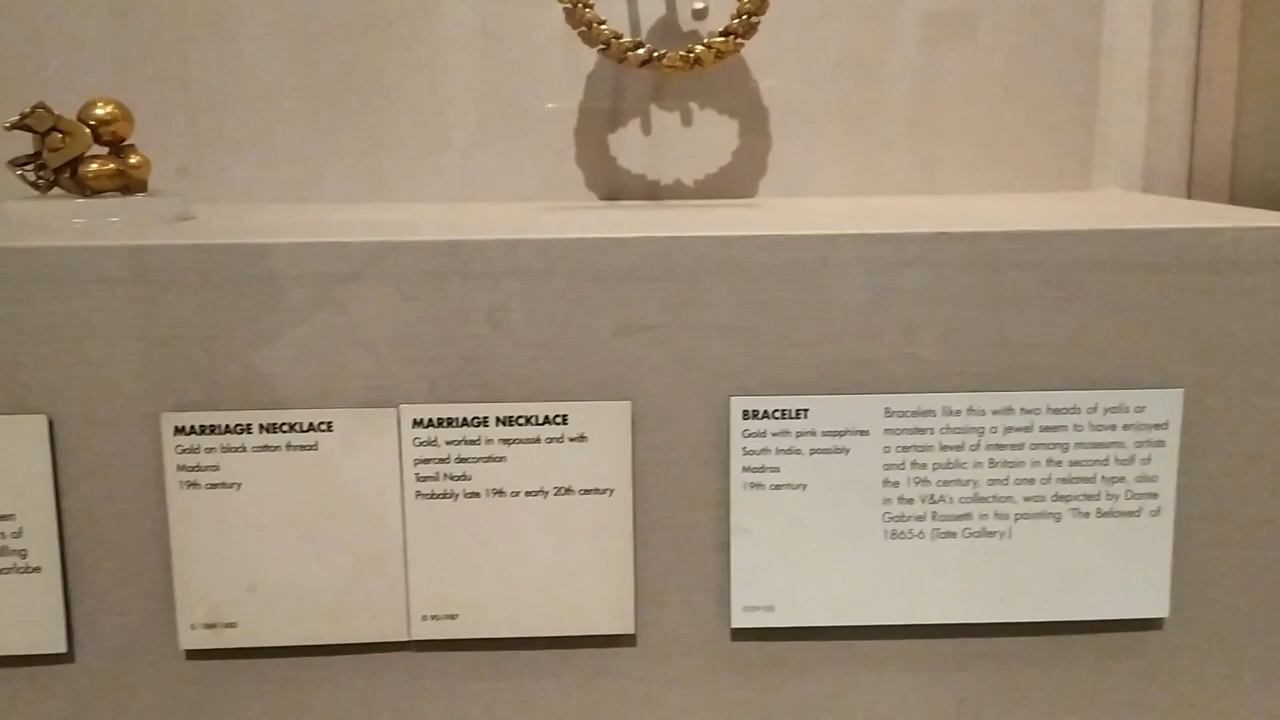 s of
lling
earlobe
MARRIAGE NECKLACE
Gold on black cotton thread
Madurai
19th century
MARRIAGE NECKLACE
Gold, worked in repoussé and with
pierced decoration
Tamil Nadu
Probably late 19th or early 20th century
BRACELET
Gold with pink sapphires
South India, possibly
Madras
19th century
Bracelets like this with two heads of yalis or
monsters chasing a jewel seem to have enjoyed
a certain level of interest among museums, artists
and the public in Britain in the second half of
the 19th century, and one of related type, also
in the V&A's collection, was depicted by Dante
Gabriel Rossetti in his painting 'The Beloved' of
1865-6 (Tate Gallery)